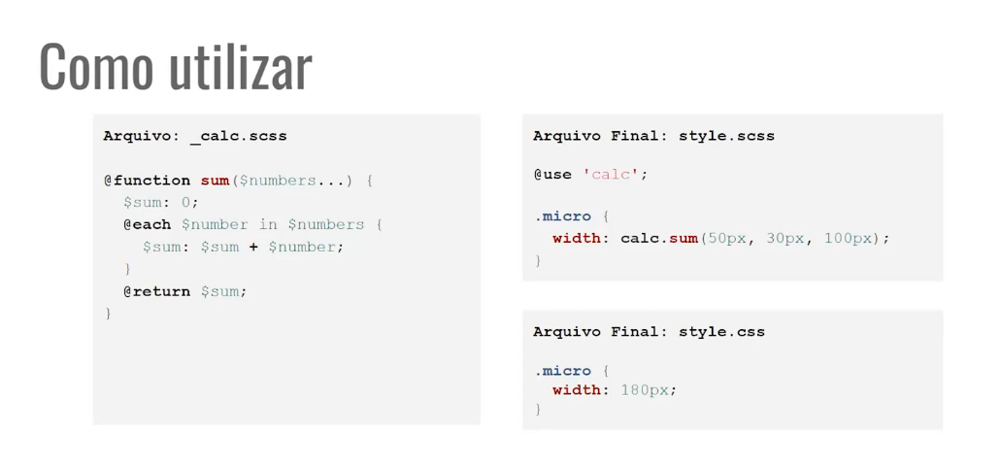 Como utilizar
Arquivo: _calc.scss
@function sum($numbers...) {
$sum: 0;
@each $number in $numbers {
$sum: $sum + $number;
}
@return $sum;
}
Arquivo Final: style.scss
@use 'calc';
.micro {
width: calc.sum(50px, 30px, 100px);
}
Arquivo Final: style.css
.micro {
width: 180px;
}